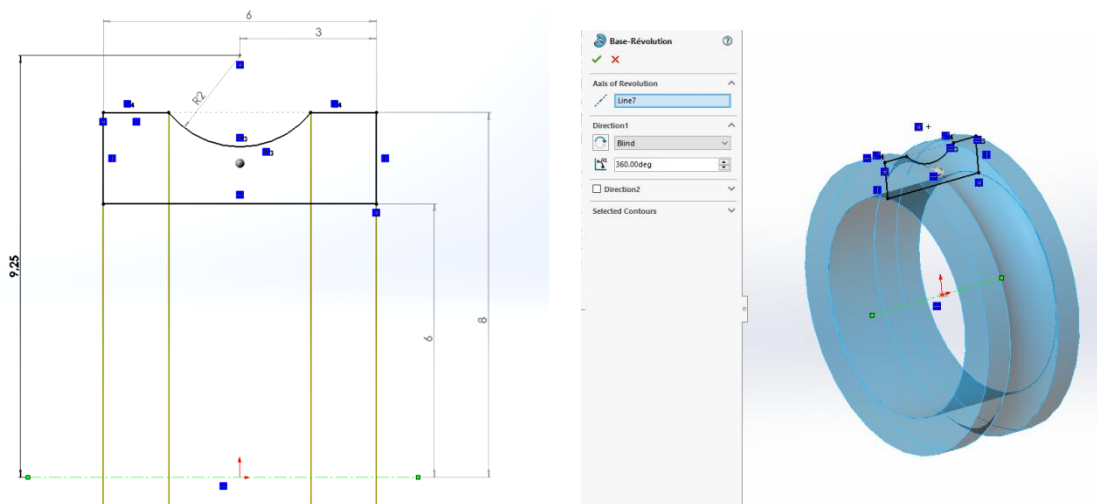 6
3
R2
9.25
6
8
Base-Révolution
Axis of Revolution
Line7
Direction1
Blind
360.00deg
Direction2
Selected Contours